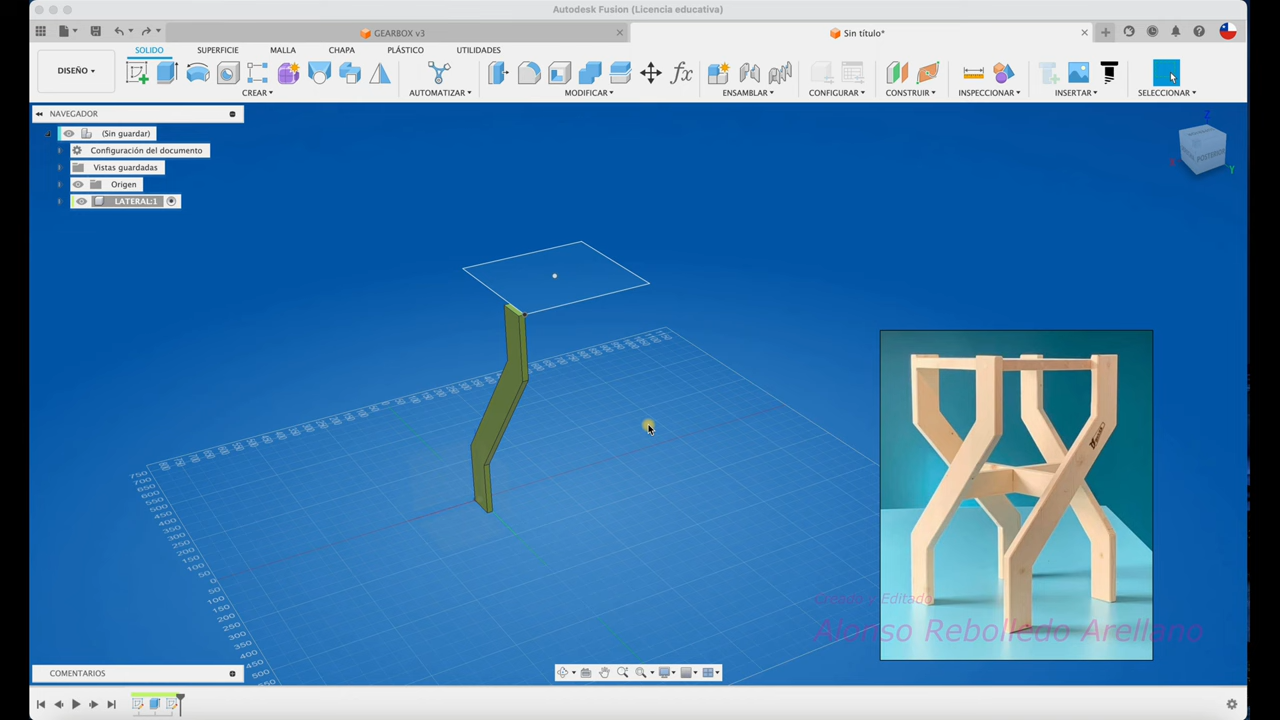 Autodesk Fusion (Licencia educativa)
GEARBOX v3
Sin título*
DISEÑO
SOLIDO
SUPERFICIE
MALLA
CHAPA
PLÁSTICO
UTILIDADES
CREAR
AUTOMATIZAR
MODIFICAR
ENSAMBLAR
CONFIGURAR
CONSTRUIR
INSPECCIONAR
INSERTAR
SELECCIONAR
NAVEGADOR
(Sin guardar)
Configuración del documento
Vistas guardadas
Origen
LATERAL:1
POSTERIOR
X
Y
Z
Creado y Editado
Alonso Rebolledo Arellano
COMENTARIOS